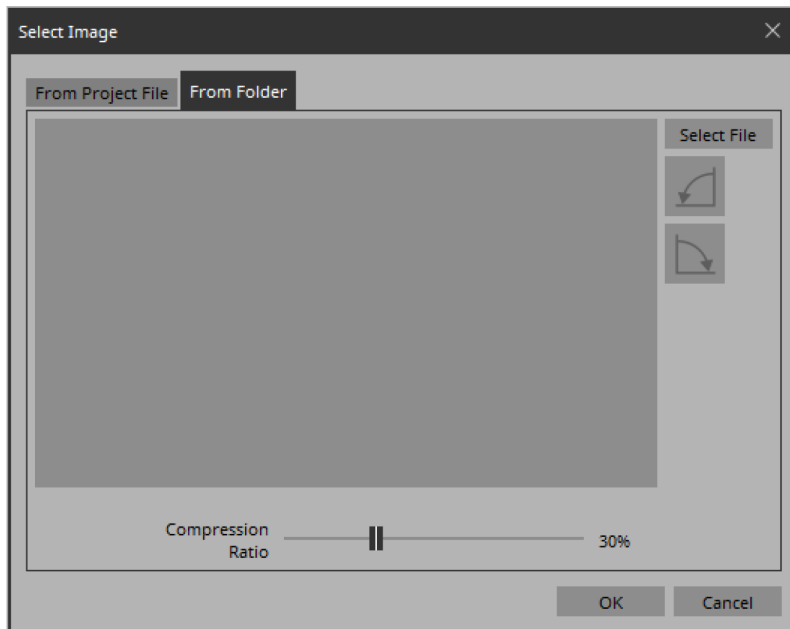 Select Image
From Project File
From Folder
Select File
Compression
Ratio
30%
OK
Cancel